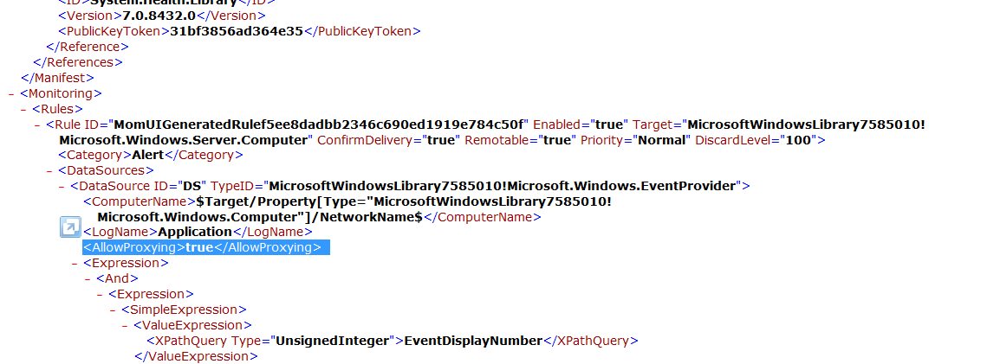 <ID>System.Health.Library</ID>
<Version>7.0.8432.0</Version>
<PublicKeyToken>31bf3856ad364e35</PublicKeyToken>
</Reference>
</References>
</Manifest>
- <Monitoring>
- <Rules>
- <Rule ID="MomUIGeneratedRulef5ee8dadbb2346c690ed1919e784c50f" Enabled="true" Target="MicrosoftWindowsLibrary7585010!
Microsoft.Windows.Server.Computer" ConfirmDelivery="true" Remotable="true" Priority="Normal" DiscardLevel="100">
<Category>Alert</Category>
- <DataSources>
- <DataSource ID="DS" TypeID="MicrosoftWindowsLibrary7585010!Microsoft.Windows.EventProvider">
<ComputerName>$Target/Property[Type="MicrosoftWindowsLibrary7585010!
Microsoft.Windows.Computer"]/NetworkName$</ComputerName>
<LogName>Application</LogName>
<AllowProxying>true</AllowProxying>
- <Expression>
- <And>
- <Expression>
- <SimpleExpression>
- <ValueExpression>
<XPathQuery Type="UnsignedInteger">EventDisplayNumber</XPathQuery>
</ValueExpression>